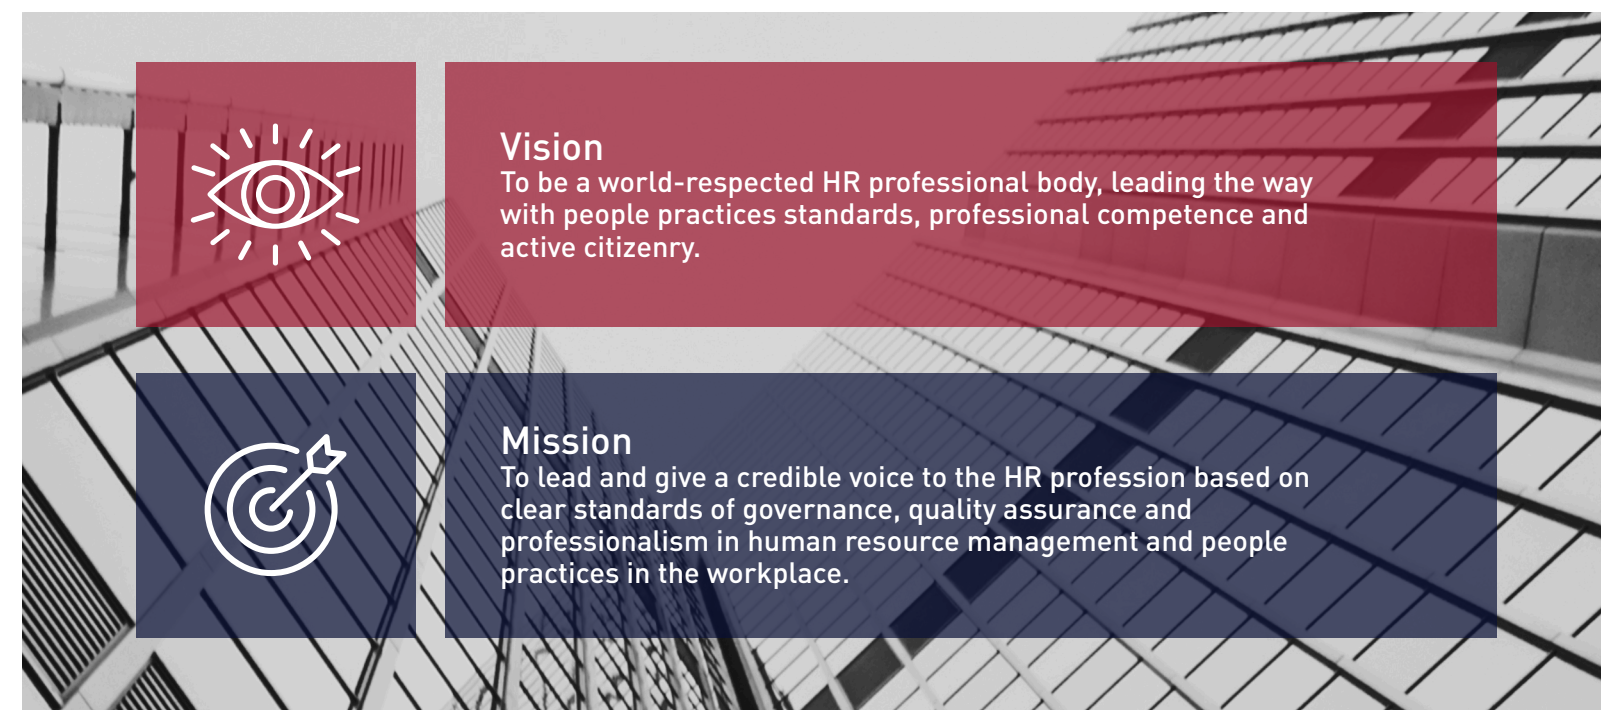 Vision
To be a world-respected HR professional body, leading the way
with people practices standards, professional competence and
active citizenry.
Mission
To lead and give a credible voice to the HR profession based on
clear standards of governance, quality assurance and
professionalism in human resource management and people
practices in the workplace.